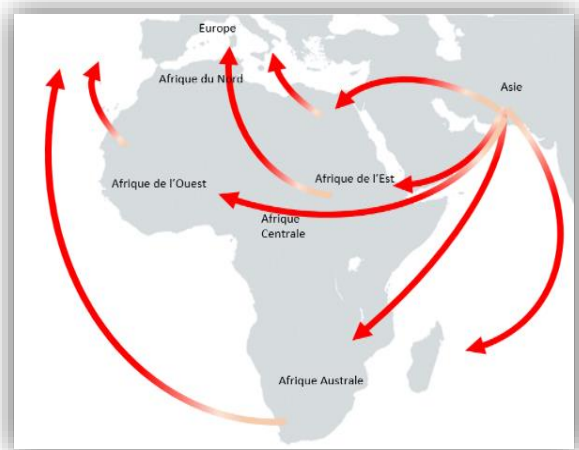 Europe
Afrique du Nord
Asie
Afrique de l'Ouest
Afrique de l'Est
Afrique
Centrale
Afrique Australe